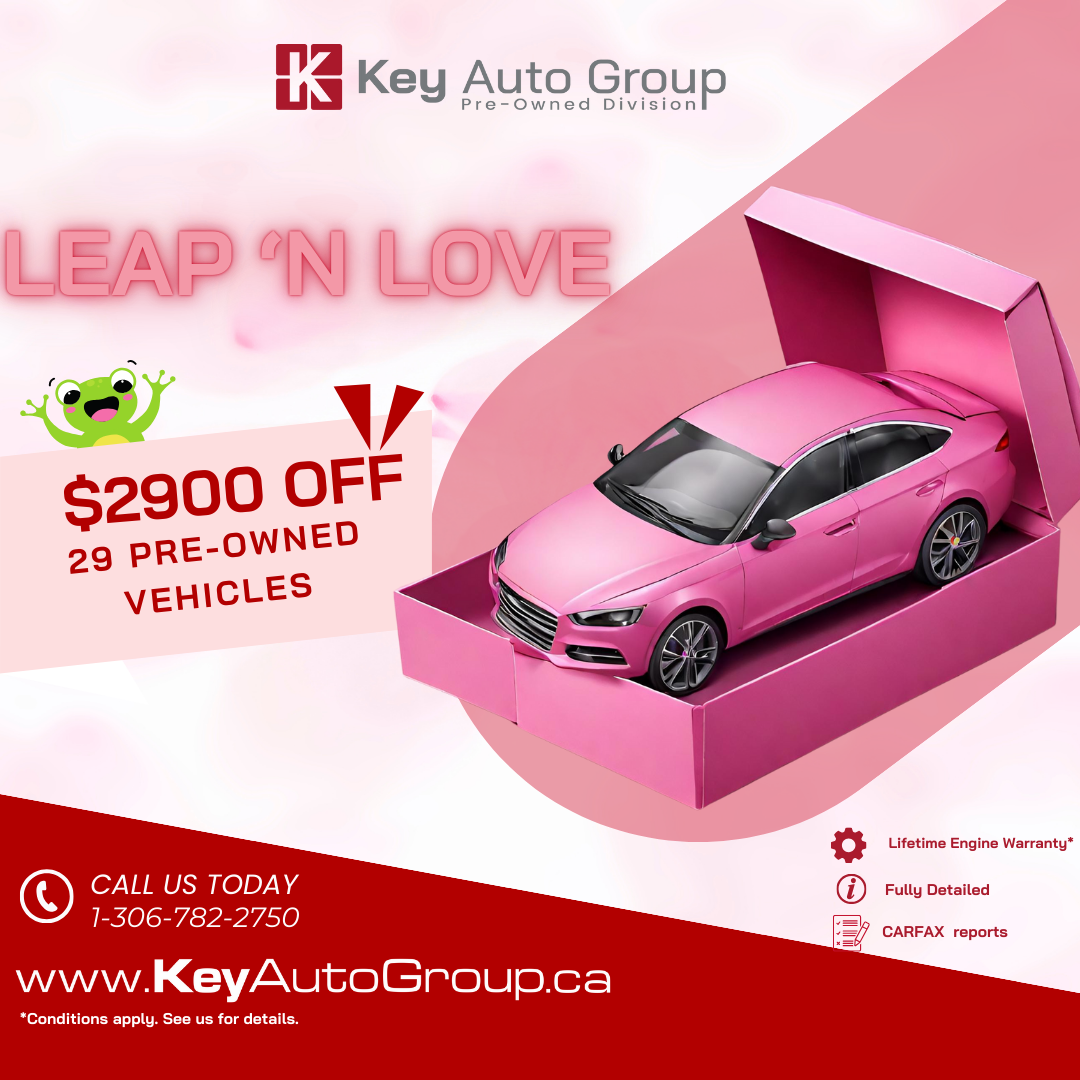 K Key Auto Group
Pre-Owned Division
LEAP ‘N LOVE
$2900 OFF
29 PRE-OWNED
VEHICLES
Lifetime Engine Warranty*
Fully Detailed
CARFAX reports
CALL US TODAY
1-306-782-2750
www.KeyAutoGroup.ca
*Conditions apply. See us for details.